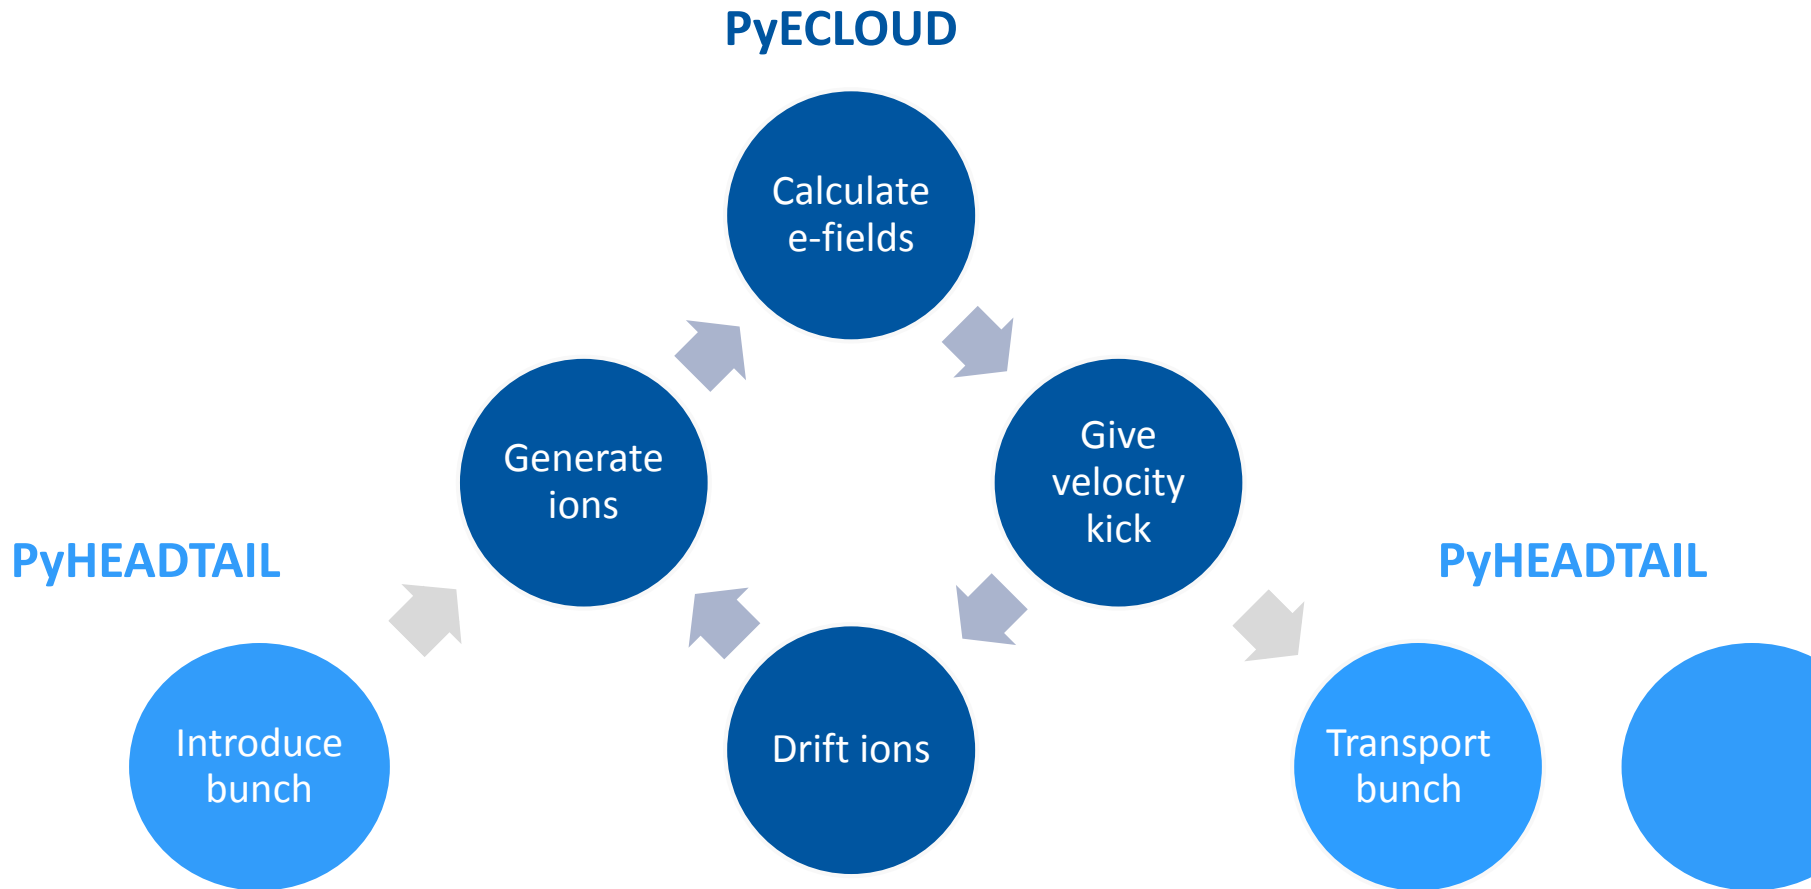 PyECLOUD
Calculate
e-fields
Generate
ions
Give
velocity
kick
PyHEADTAIL
PyHEADTAIL
Introduce
bunch
Drift ions
Transport
bunch